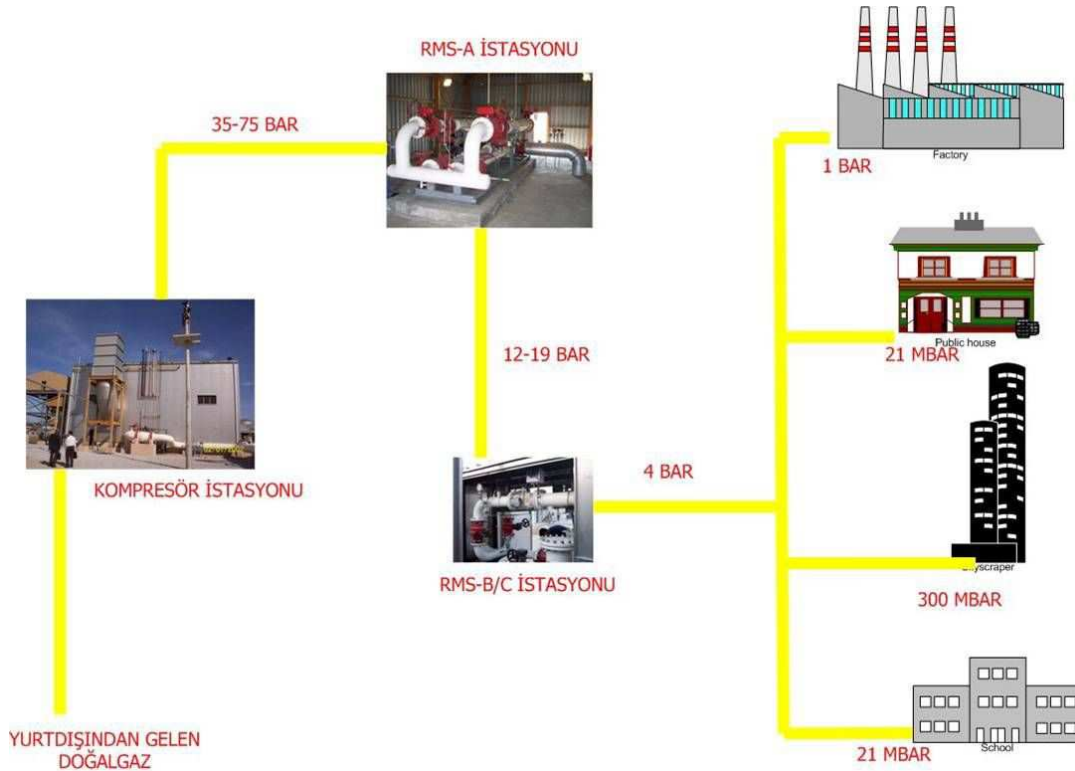 RMS-A İSTASYONU
35-75 BAR
Factory
1 BAR
Public house
21 MBAR
12-19 BAR
4 BAR
KOMPRESÖR İSTASYONU
RMS-B/C İSTASYONU
300 MBAR
YURTDIŞINDAN GELEN
DOĞALGAZ
School
21 MBAR